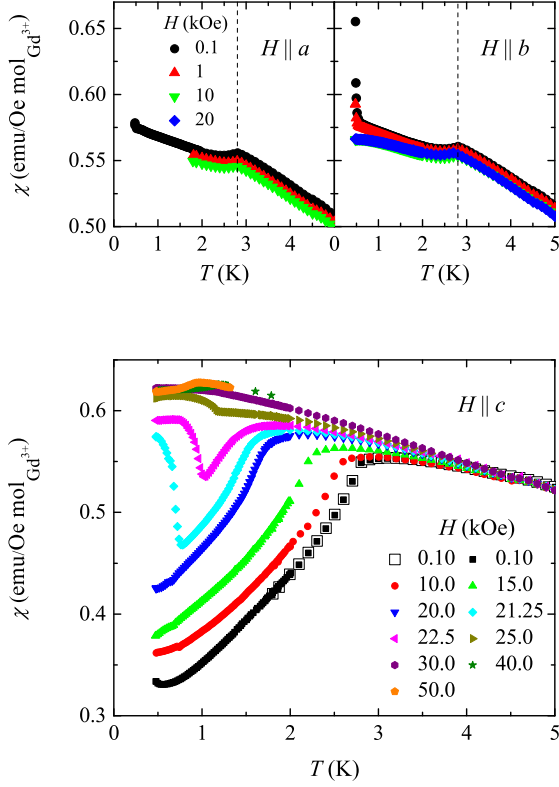 H (kOe)
0.1
1
10
20
H || a
H || b
0.65
0.60
0.55
0.50
χ (emu/Oe mol Gd³⁺)
0 1 2 3 4 0 1 2 3 4 5
T (K) T (K)
H || c
0.6
0.5
0.4
0.3
χ (emu/Oe mol Gd³⁺)
H (kOe)
0.10 0.10
10.0 15.0
20.0 21.25
22.5 25.0
30.0 40.0
50.0
0 1 2 3 4 5
T (K)